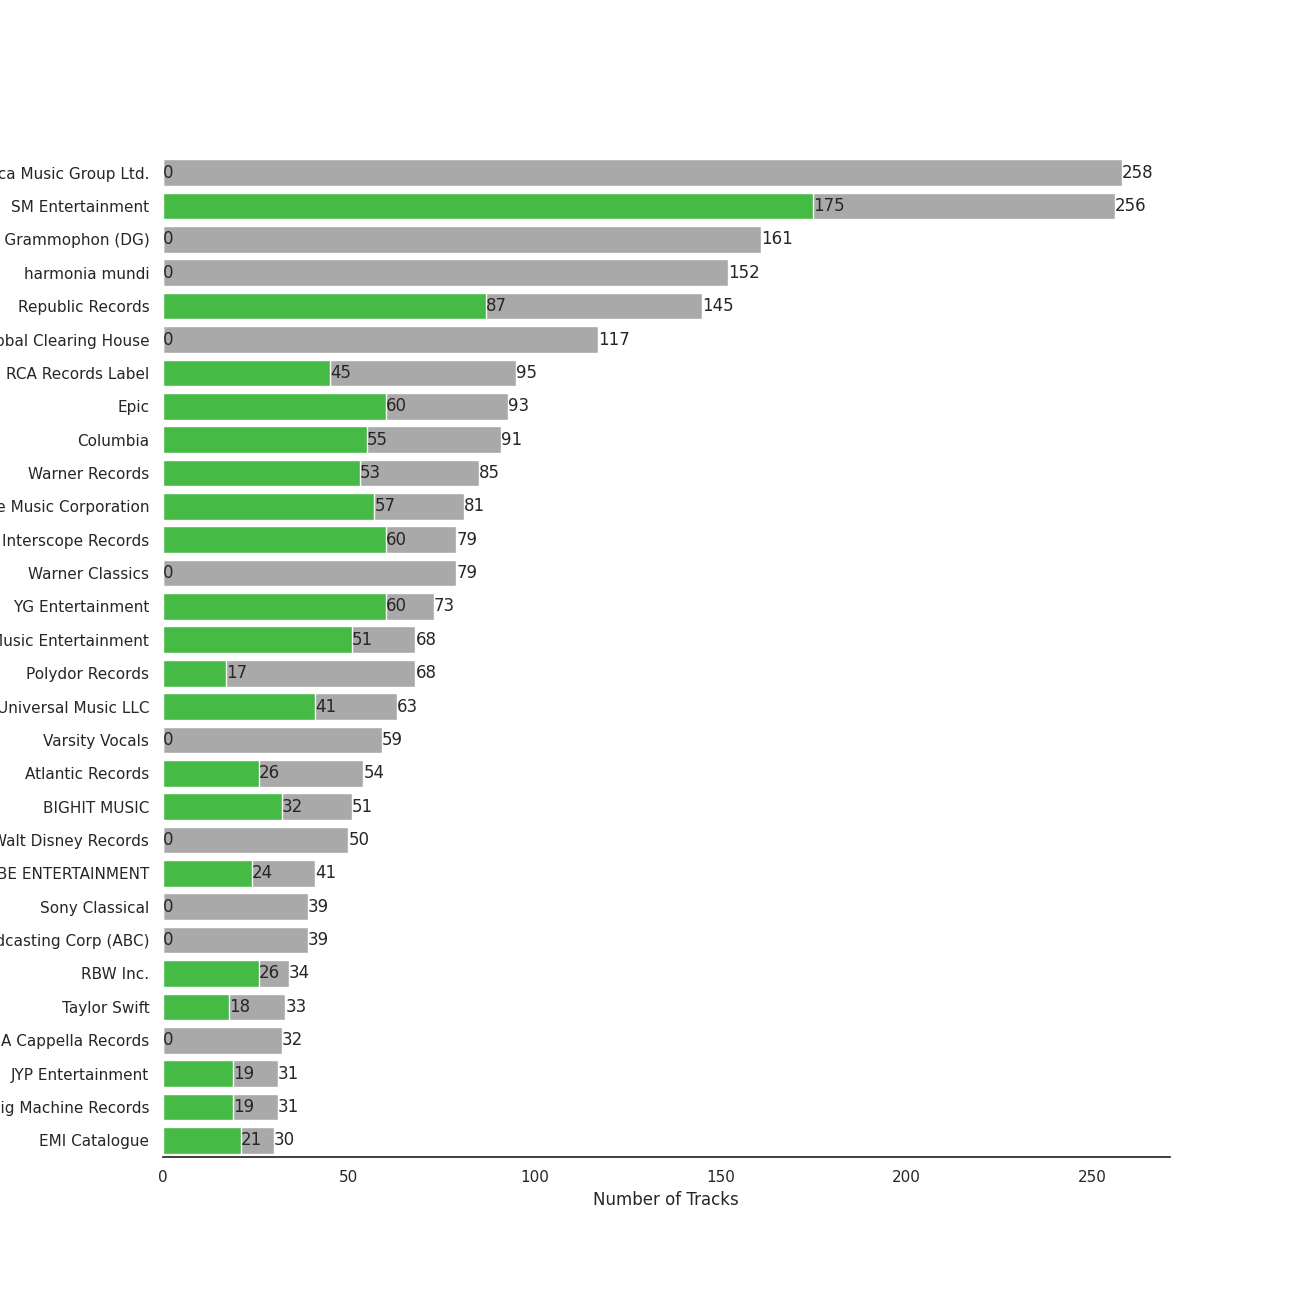 ca Music Group Ltd. 0 258
SM Entertainment 175 256
Grammophon (DG) 0 161
harmonia mundi 0 152
Republic Records 87 145
obal Clearing House 0 117
RCA Records Label 45 95
Epic 60 93
Columbia 55 91
Warner Records 53 85
e Music Corporation 57 81
Interscope Records 60 79
Warner Classics 0 79
YG Entertainment 60 73
Music Entertainment 51 68
Polydor Records 17 68
Universal Music LLC 41 63
Varsity Vocals 0 59
Atlantic Records 26 54
BIGHIT MUSIC 32 51
Walt Disney Records 0 50
BE ENTERTAINMENT 24 41
Sony Classical 0 39
dcasting Corp (ABC) 0 39
RBW Inc. 26 34
Taylor Swift 18 33
A Cappella Records 0 32
JYP Entertainment 19 31
ig Machine Records 19 31
EMI Catalogue 21 30
0 50 100 150 200 250
Number of Tracks